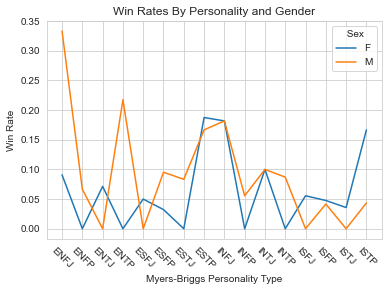 Win Rates By Personality and Gender
Win Rate
0.35
0.30
0.25
0.20
0.15
0.10
0.05
0.00
Sex
F
M
ENFJ
ENFP
ENTJ
ENTP
ESFJ
ESFP
ESTJ
ESTP
INFJ
INFP
INTJ
INTP
ISFJ
ISFP
ISTJ
ISTP
Myers-Briggs Personality Type